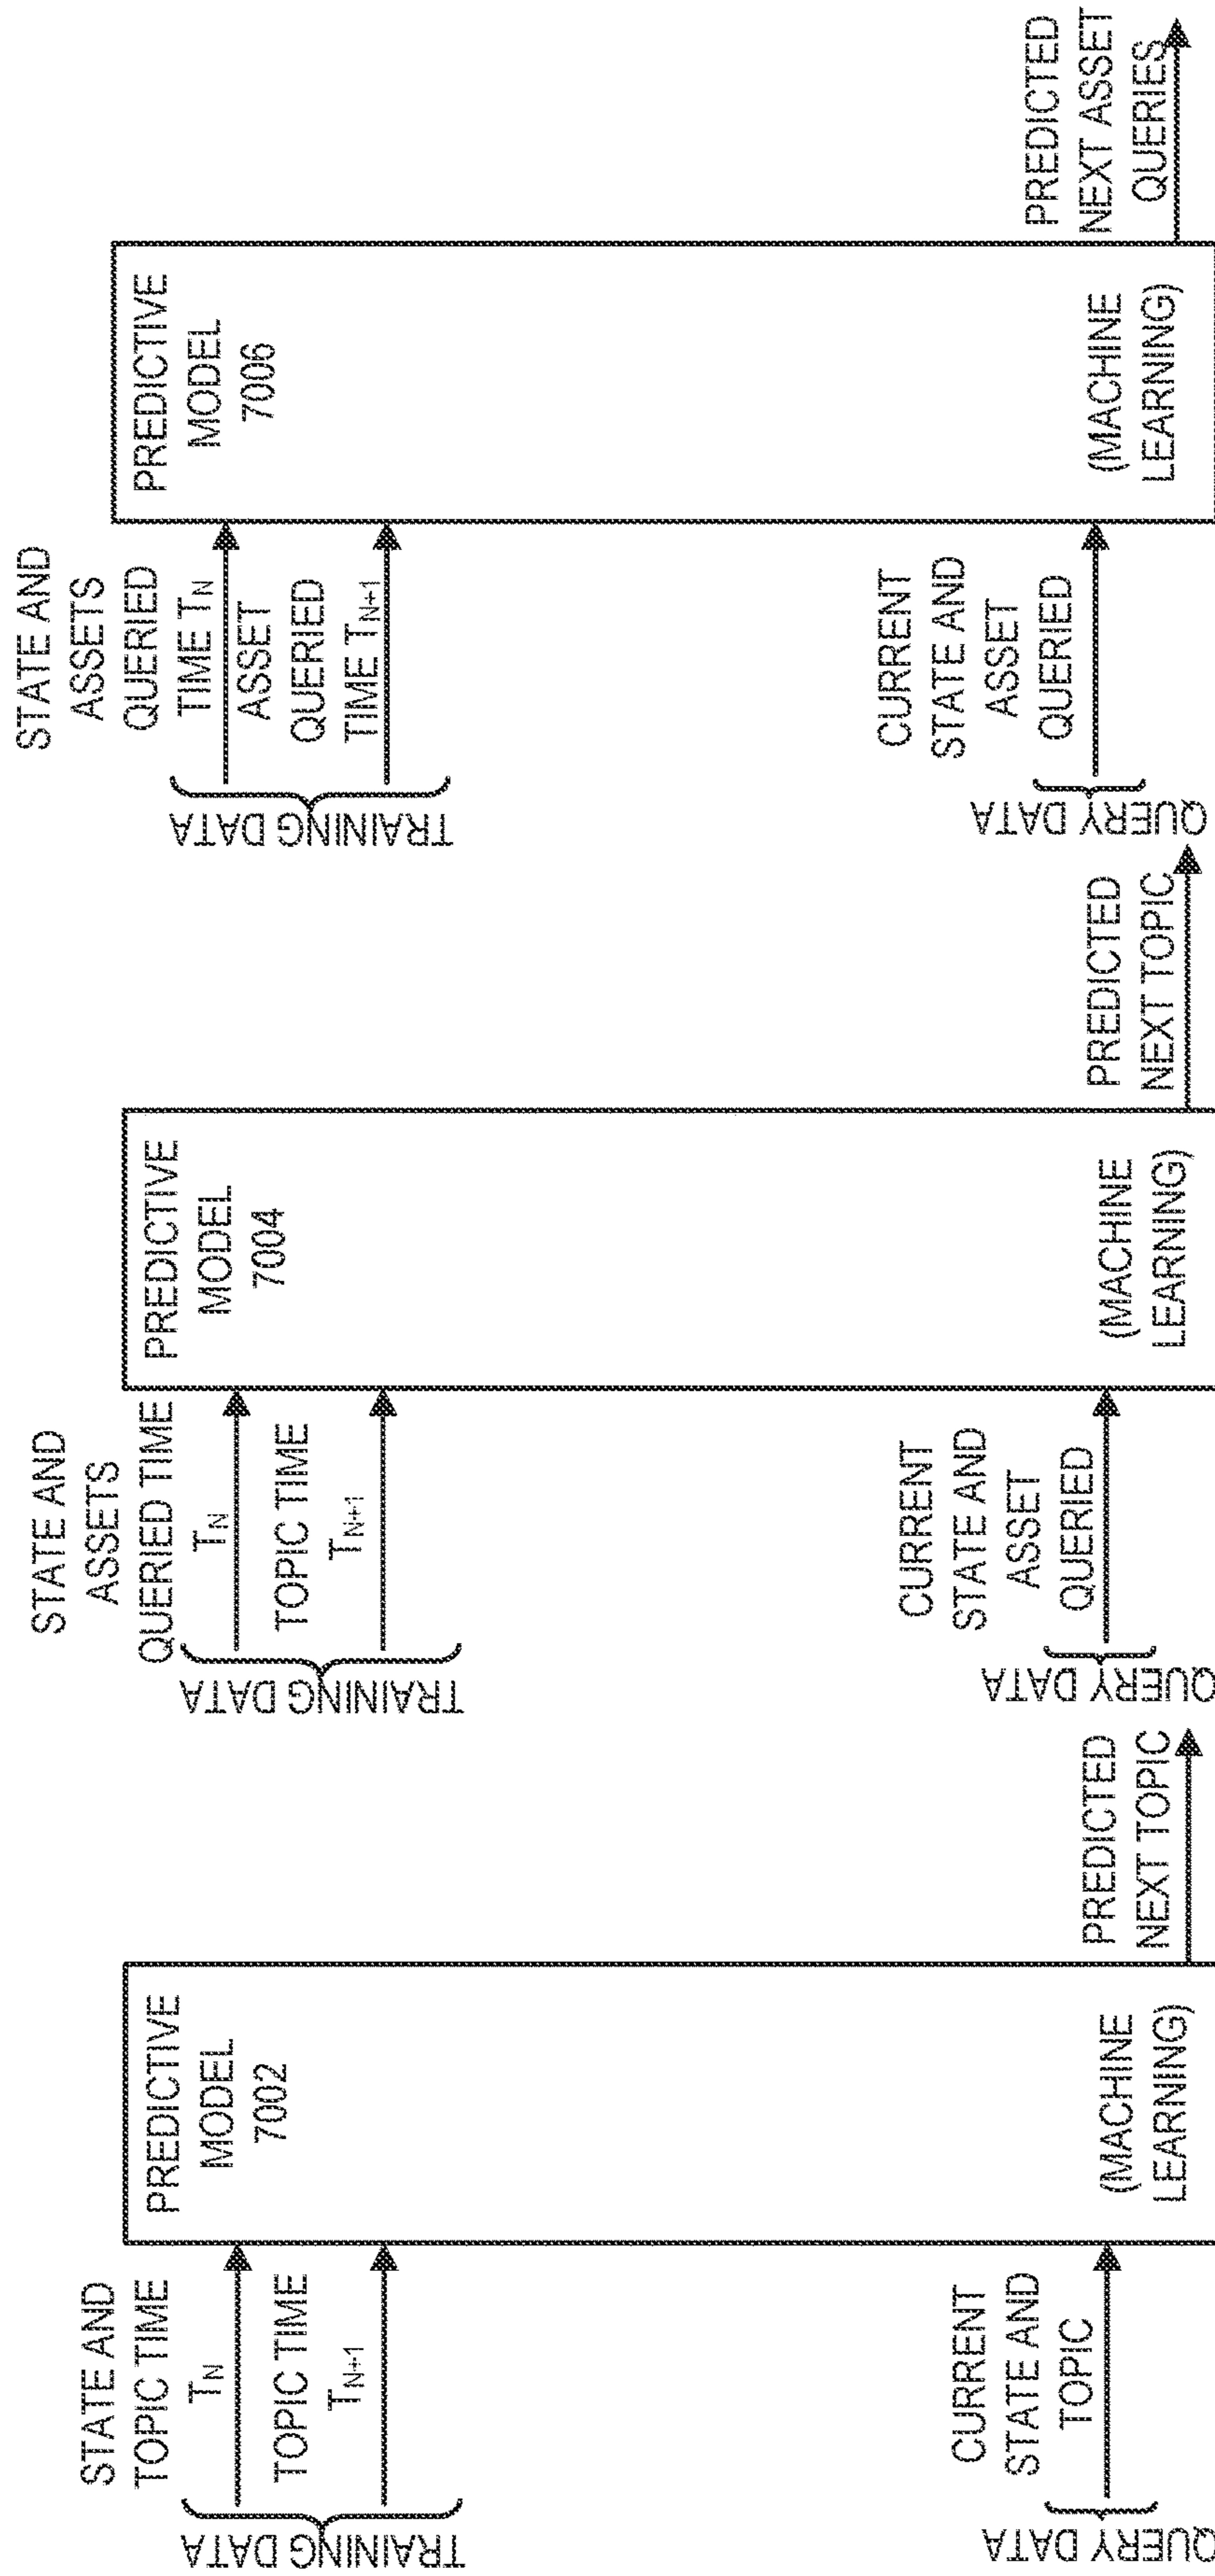 STATE AND
TOPIC TIME
TN
TOPIC TIME
TN+1
TRAINING DATA
PREDICTIVE
MODEL
7002
CURRENT
STATE AND
TOPIC
QUERY DATA
(MACHINE
LEARNING)
PREDICTED
NEXT TOPIC
STATE AND
ASSETS
QUERIED TIME
TN
TOPIC TIME
TN+1
TRAINING DATA
PREDICTIVE
MODEL
7004
CURRENT
STATE AND
ASSET
QUERIED
QUERY DATA
(MACHINE
LEARNING)
PREDICTED
NEXT TOPIC
STATE AND
ASSETS
QUERIED
TIME TN
ASSET
QUERIED
TIME TN+1
TRAINING DATA
PREDICTIVE
MODEL
7006
CURRENT
STATE AND
ASSET
QUERIED
QUERY DATA
(MACHINE
LEARNING)
PREDICTED
NEXT ASSET
QUERIES